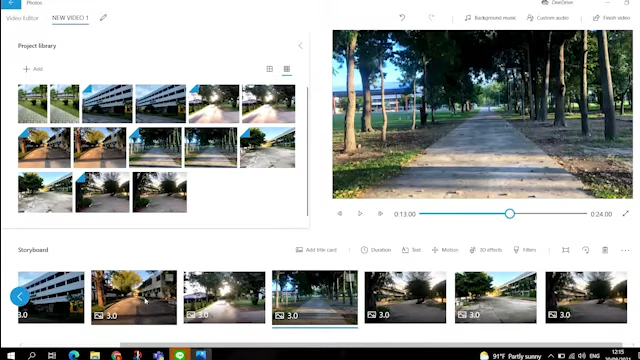 Photos
OneDrive
Video Editor NEW VIDEO 1
Background music Custom audio Finish video
Project library
Add
0:13.00 0:24.00
Storyboard
Add title card Duration Text Motion 3D effects Filters
3.0 3.0 3.0 3.0 3.0 3.0 3.0
91°F Partly sunny
12:15